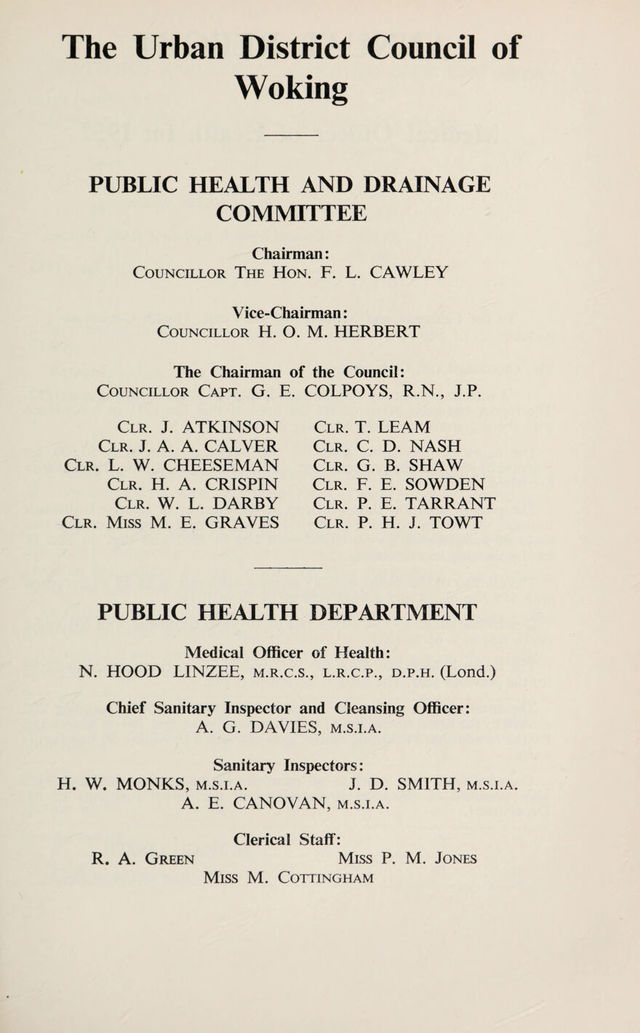 The Urban District Council of
Woking
PUBLIC HEALTH AND DRAINAGE
COMMITTEE
Chairman:
Councillor The Hon. F. L. CAWLEY
Vice-Chairman:
Councillor H. O. M. HERBERT
The Chairman of the Council:
Councillor Capt. G. E. COLPOYS, R.N., J.P.
Clr. J. ATKINSON Clr. T. LEAM
Clr. J. A. A. CALVER Clr. C. D. NASH
Clr. L. W. CHEESEMAN Clr. G. B. SHAW
Clr. H. A. CRISPIN Clr. F. E. SOWDEN
Clr. W. L. DARBY Clr. P. E. TARRANT
Clr. Miss M. E. GRAVES Clr. P. H. J. TOWT
PUBLIC HEALTH DEPARTMENT
Medical Officer of Health:
N. HOOD LINZEE, M.R.C.S., L.R.C.P., D.P.H. (Lond.)
Chief Sanitary Inspector and Cleansing Officer:
A. G. DAVIES, M.S.I.A.
Sanitary Inspectors:
H. W. MONKS, M.S.I.A. J. D. SMITH, M.S.I.A.
A. E. CANOVAN, M.S.I.A.
Clerical Staff:
R. A. Green Miss P. M. Jones
Miss M. Cottingham